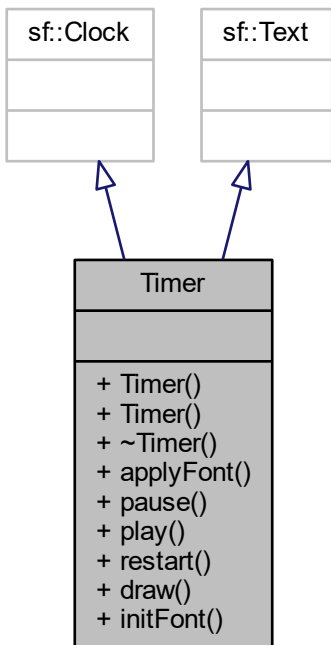 sf::Clock
sf::Text
Timer
+ Timer()
+ Timer()
+ ~Timer()
+ applyFont()
+ pause()
+ play()
+ restart()
+ draw()
+ initFont()